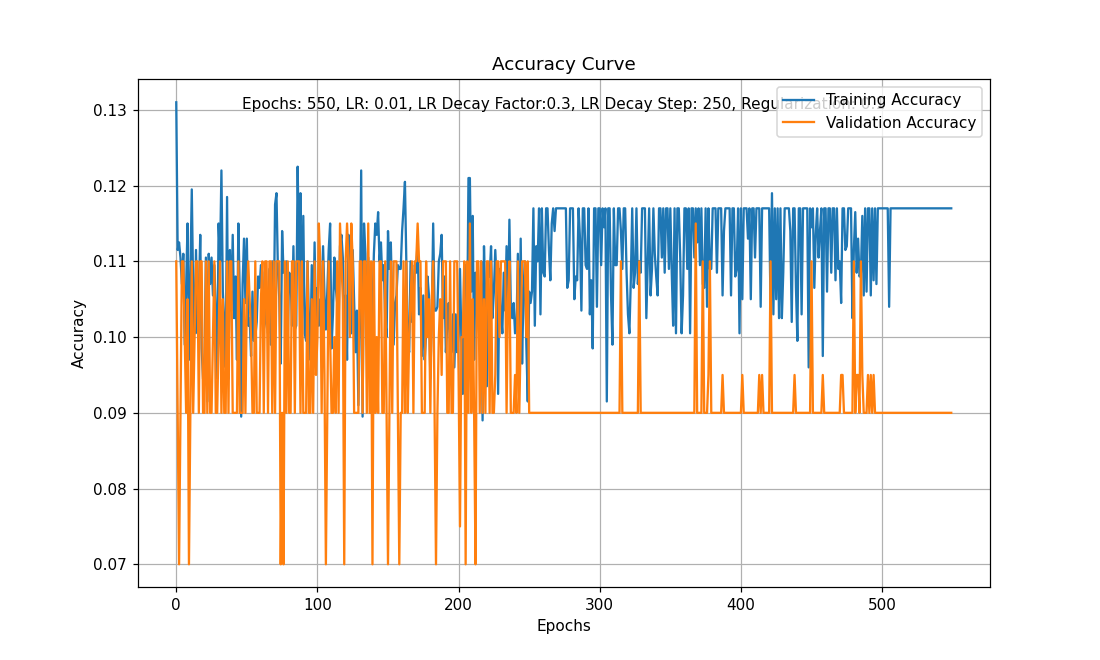 Accuracy Curve
Epochs: 550, LR: 0.01, LR Decay Factor:0.3, LR Decay Step: 250, Regularization:
Training Accuracy
Validation Accuracy
0.13
0.12
0.11
0.10
0.09
0.08
0.07
Accuracy
0 100 200 300 400 500
Epochs